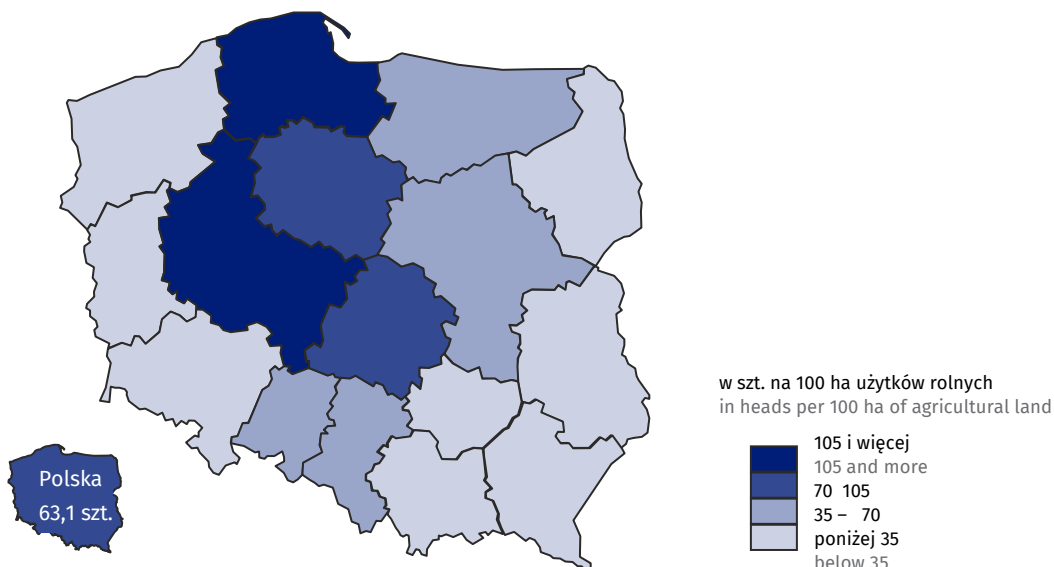 w szt. na 100 ha użytków rolnych
in heads per 100 ha of agricultural land
105 i więcej
105 and more
70 105
35 – 70
poniżej 35
below 35
Polska
63,1 szt.